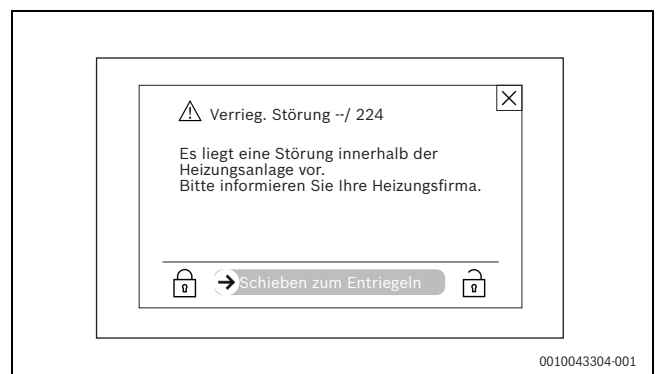 Verrieg. Störung --/ 224
Es liegt eine Störung innerhalb der
Heizungsanlage vor.
Bitte informieren Sie Ihre Heizungsfirma.
Schieben zum Entriegeln
0010043304-001